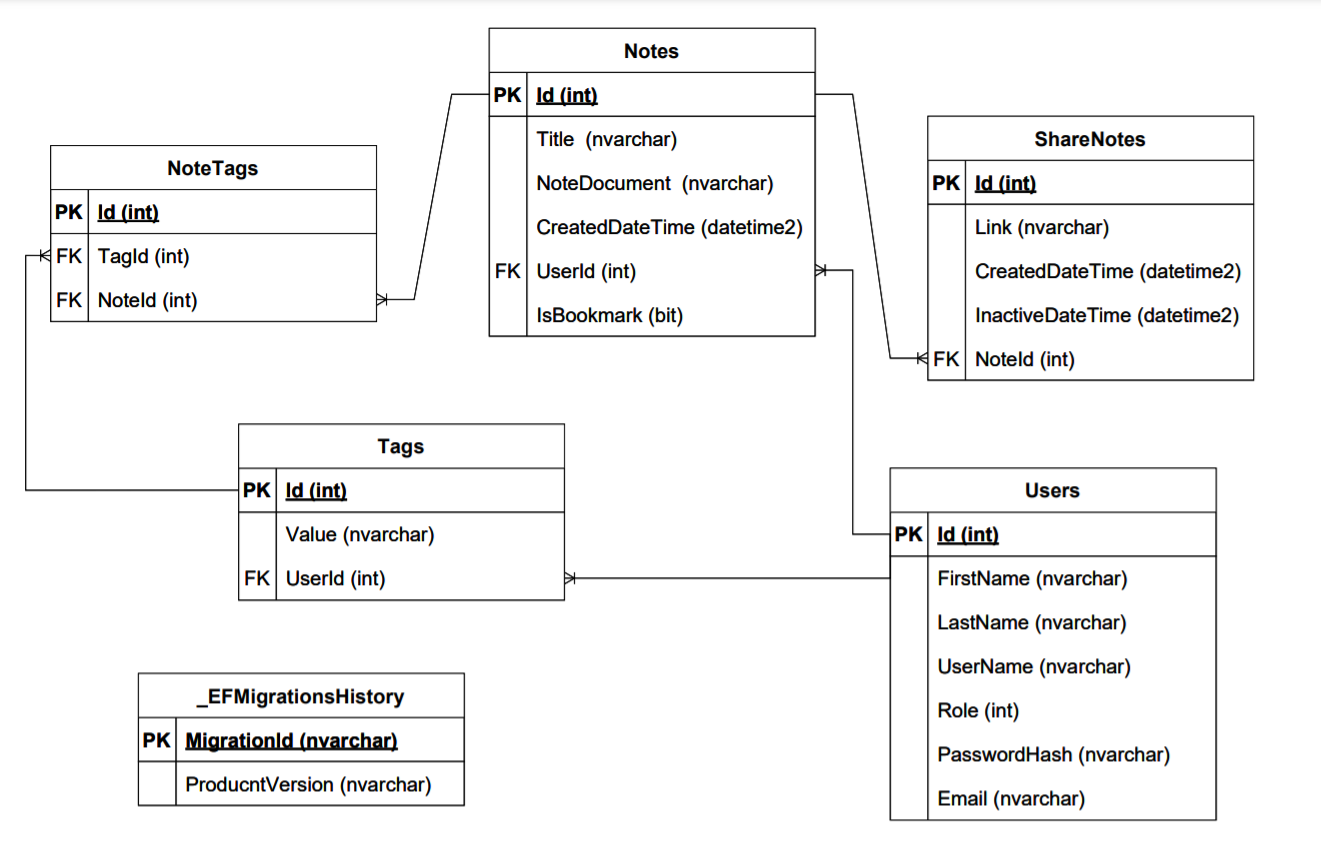 Notes
PK Id (int)
Title (nvarchar)
NoteDocument (nvarchar)
CreatedDateTime (datetime2)
FK UserId (int)
IsBookmark (bit)
NoteTags
PK Id (int)
FK TagId (int)
FK NoteId (int)
ShareNotes
PK Id (int)
Link (nvarchar)
CreatedDateTime (datetime2)
InactiveDateTime (datetime2)
FK NoteId (int)
Tags
PK Id (int)
Value (nvarchar)
FK UserId (int)
Users
PK Id (int)
FirstName (nvarchar)
LastName (nvarchar)
UserName (nvarchar)
Role (int)
PasswordHash (nvarchar)
Email (nvarchar)
_EFMigrationsHistory
PK MigrationId (nvarchar)
ProducntVersion (nvarchar)